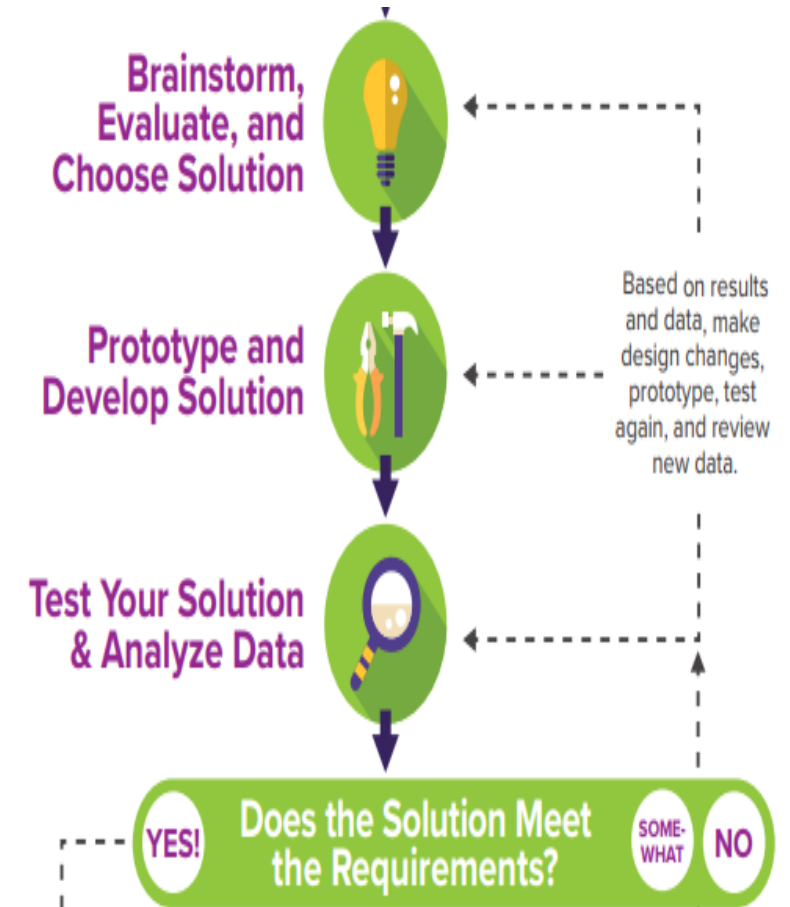 Brainstorm,
Evaluate, and
Choose Solution
Prototype and
Develop Solution
Based on results
and data, make
design changes,
prototype, test
again, and review
new data.
Test Your Solution
& Analyze Data
YES!
Does the Solution Meet
the Requirements?
SOME-
WHAT
NO